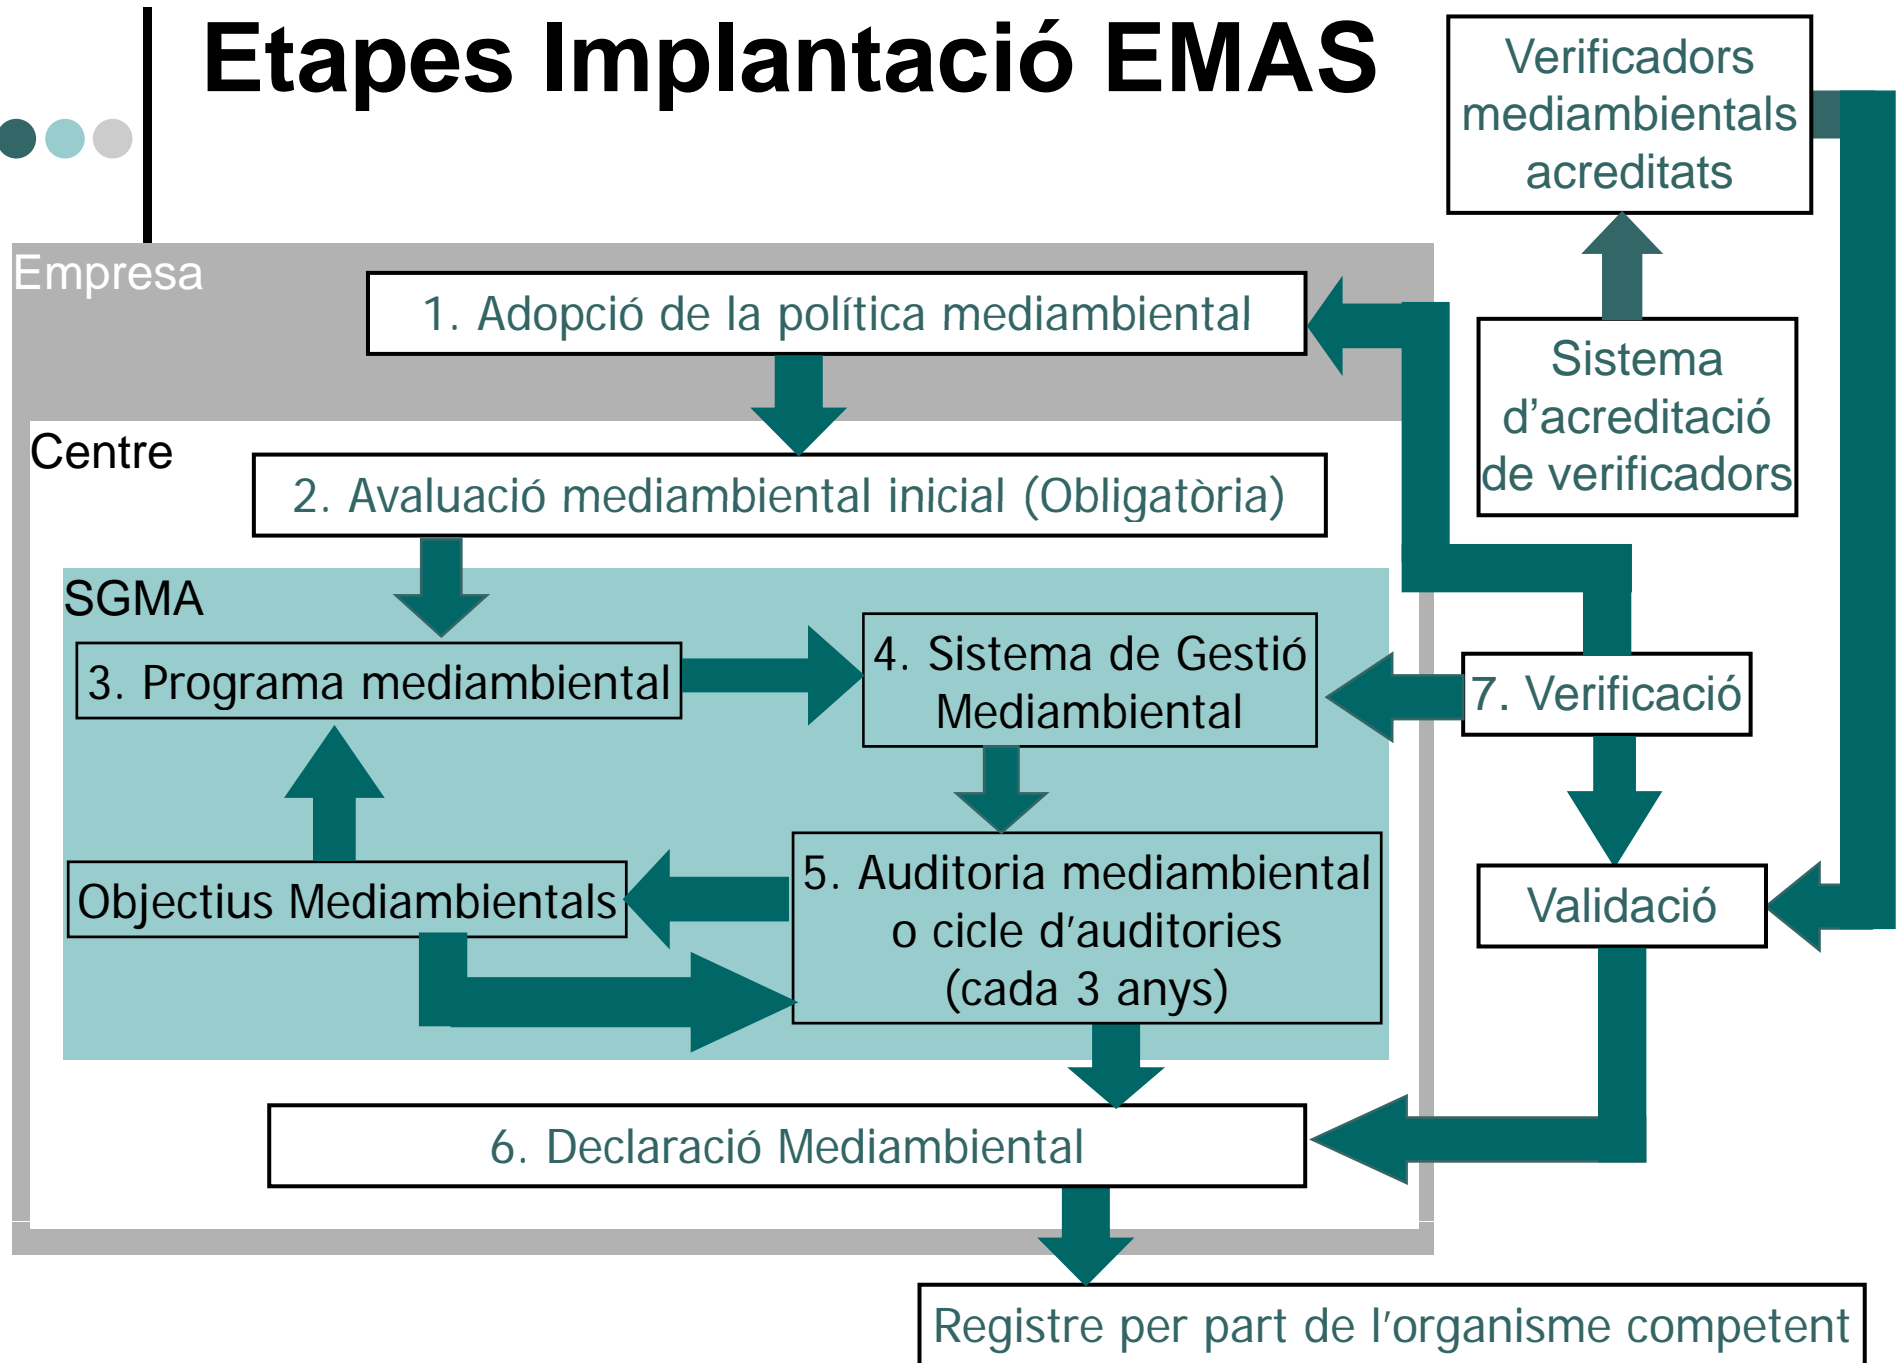 Etapes Implantació EMAS
Verificadors
mediambientals
acreditats
Empresa
1. Adopció de la política mediambiental
Sistema
d’acreditació
de verificadors
Centre
2. Avaluació mediambiental inicial (Obligatòria)
SGMA
3. Programa mediambiental
4. Sistema de Gestió
Mediambiental
7. Verificació
Objectius Mediambientals
5. Auditoria mediambiental
o cicle d’auditories
(cada 3 anys)
Validació
6. Declaració Mediambiental
Registre per part de l’organisme competent